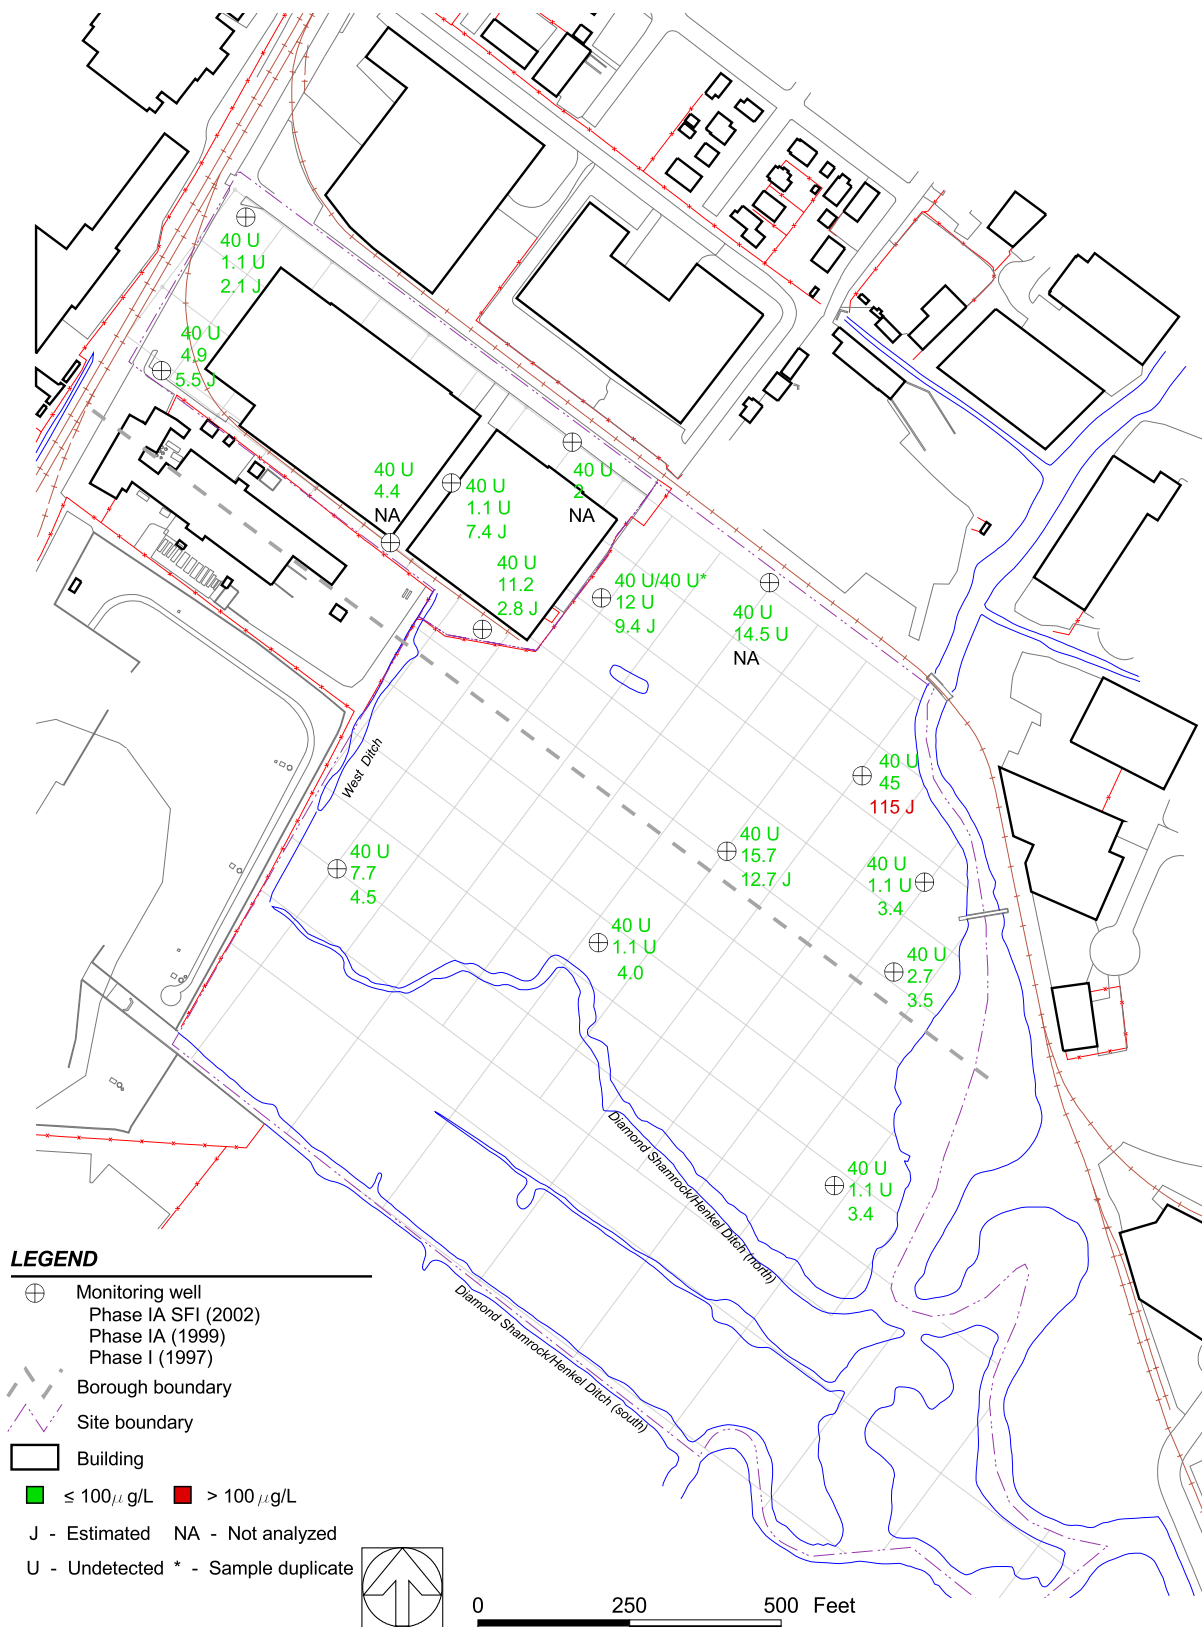 40 U
1.1 U
2.1 J
40 U
4.9
5.5 J
40 U
4.4
NA
40 U
1.1 U
7.4 J
40 U
2
NA
40 U
11.2
2.8 J
40 U/40 U*
12 U
9.4 J
40 U
14.5 U
NA
West Ditch
40 U
45
115 J
40 U
15.7
12.7 J
40 U
1.1 U
3.4
40 U
7.7
4.5
40 U
1.1 U
4.0
40 U
2.7
3.5
40 U
1.1 U
3.4
Diamond Shamrock/Henkel Ditch (north)
Diamond Shamrock/Henkel Ditch (south)
LEGEND
Monitoring well
Phase IA SFI (2002)
Phase IA (1999)
Phase I (1997)
Borough boundary
Site boundary
Building
≤ 100μ g/L > 100 μg/L
J - Estimated NA - Not analyzed
U - Undetected * - Sample duplicate
0 250 500 Feet